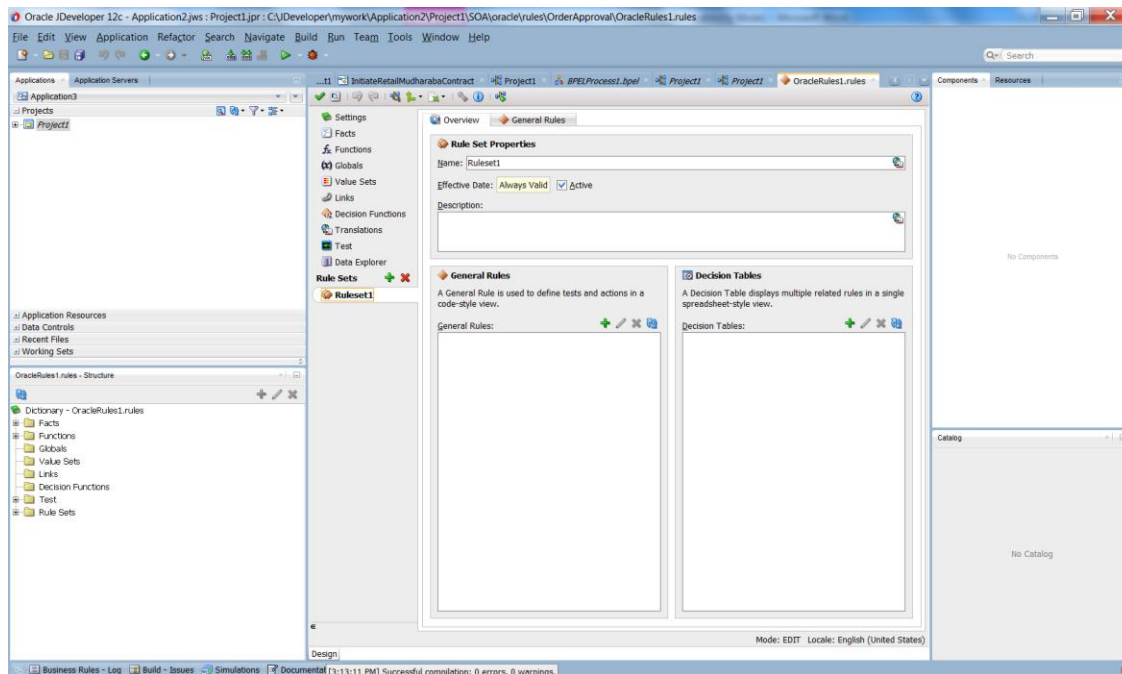 Oracle JDeveloper 12c - Application2.jws : Project1.jpr : C:\JDeveloper\mywork\Application2\Project1\SOA\oracle\rules\OrderApproval\OracleRules1.rules
File Edit View Application Refactor Search Navigate Build Run Team Tools Window Help
Search
Applications Application Servers
Application3
Projects
Project1
Application Resources
Data Controls
Recent Files
Working Sets
OracleRules1.rules - Structure
Dictionary - OracleRules1.rules
Facts
Functions
Globals
Value Sets
Links
Decision Functions
Test
Rule Sets
...t1 InitiateRetailMudharabaContract Project1 BPELProcess1.bpel Project1 Project1 OracleRules1.rules
Settings
Facts
Functions
Globals
Value Sets
Links
Decision Functions
Translations
Test
Data Explorer
Rule Sets
Ruleset1
Overview General Rules
Rule Set Properties
Name: Ruleset1
Effective Date: Always Valid Active
Description:
General Rules
A General Rule is used to define tests and actions in a
code-style view.
General Rules:
Decision Tables
A Decision Table displays multiple related rules in a single
spreadsheet-style view.
Decision Tables:
Mode: EDIT Locale: English (United States)
Design
Components Resources
No Components
Catalog
No Catalog
Business Rules - Log Build - Issues Simulations Documental [3:13:11 PM] Successful compilation: 0 errors, 0 warnings.